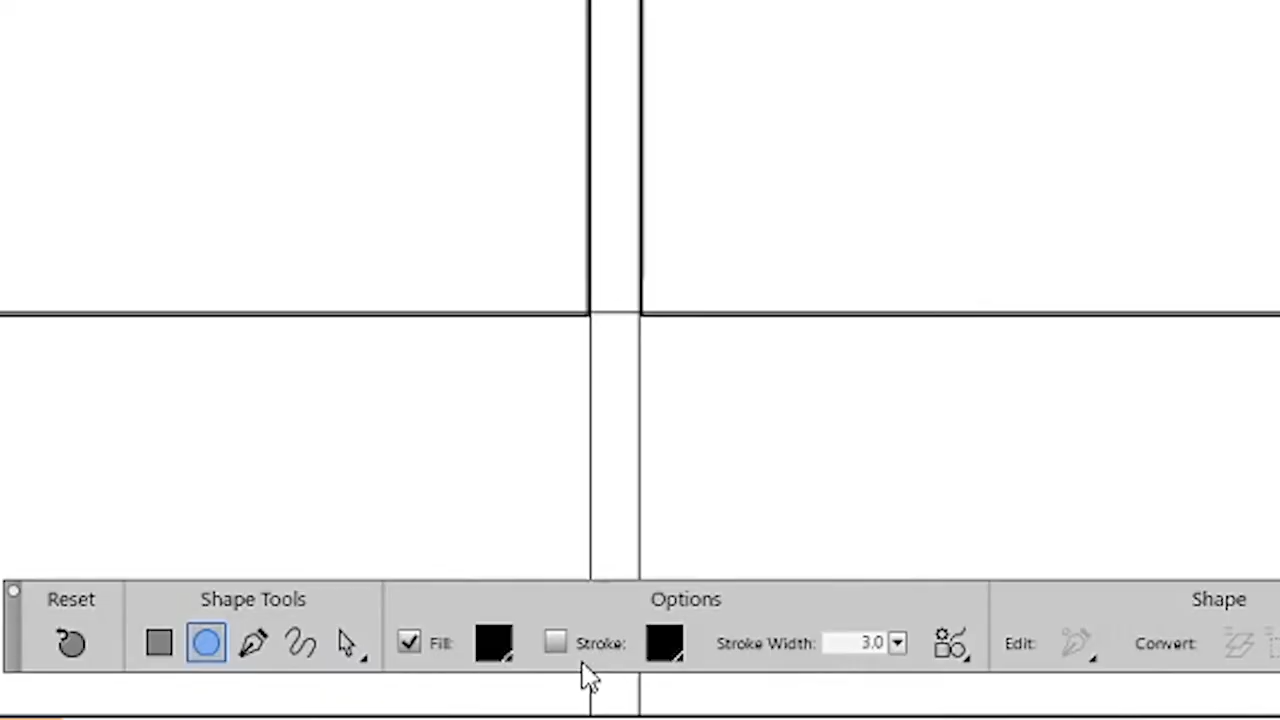 Reset
Shape Tools
Options
Shape
Fill:
Stroke:
Stroke Width: 3.0
Edit:
Convert: